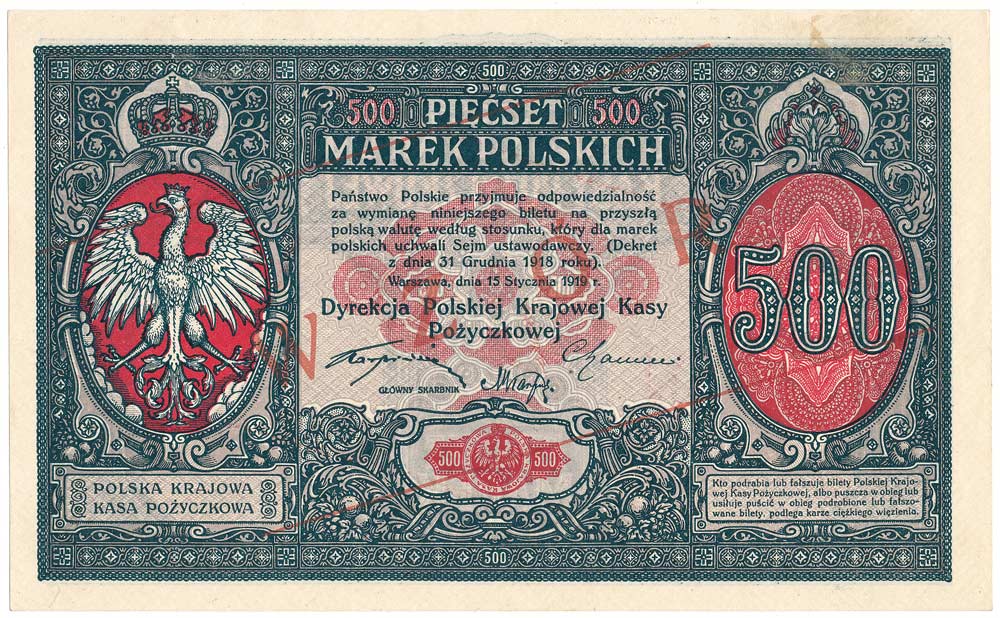 500
500 PIĘCSET 500
MAREK POLSKICH
Państwo Polskie przyjmuje odpowiedzialność
za wymianę niniejszego biletu na przyszłą
polską walutę według stosunku, który dla marek
polskich uchwali Sejm ustawodawczy. (Dekret
z dnia 31 Grudnia 1918 roku).
Warszawa, dnia 15 Stycznia 1919 r.
Dyrekcja Polskiej Krajowej Kasy
Pożyczkowej
GŁÓWNY SKARBNIK
WZÓR
500
500 500
POLSKA KRAJOWA
KASA POŻYCZKOWA
Kto podrabia lub fałszuje bilety Polskiej Krajo-
wej Kasy Pożyczkowej, albo puszcza w obieg lub
usiłuje puścić w obieg podrobione lub fałszo-
wane bilety, podlega karze ciężkiego więzienia.
500